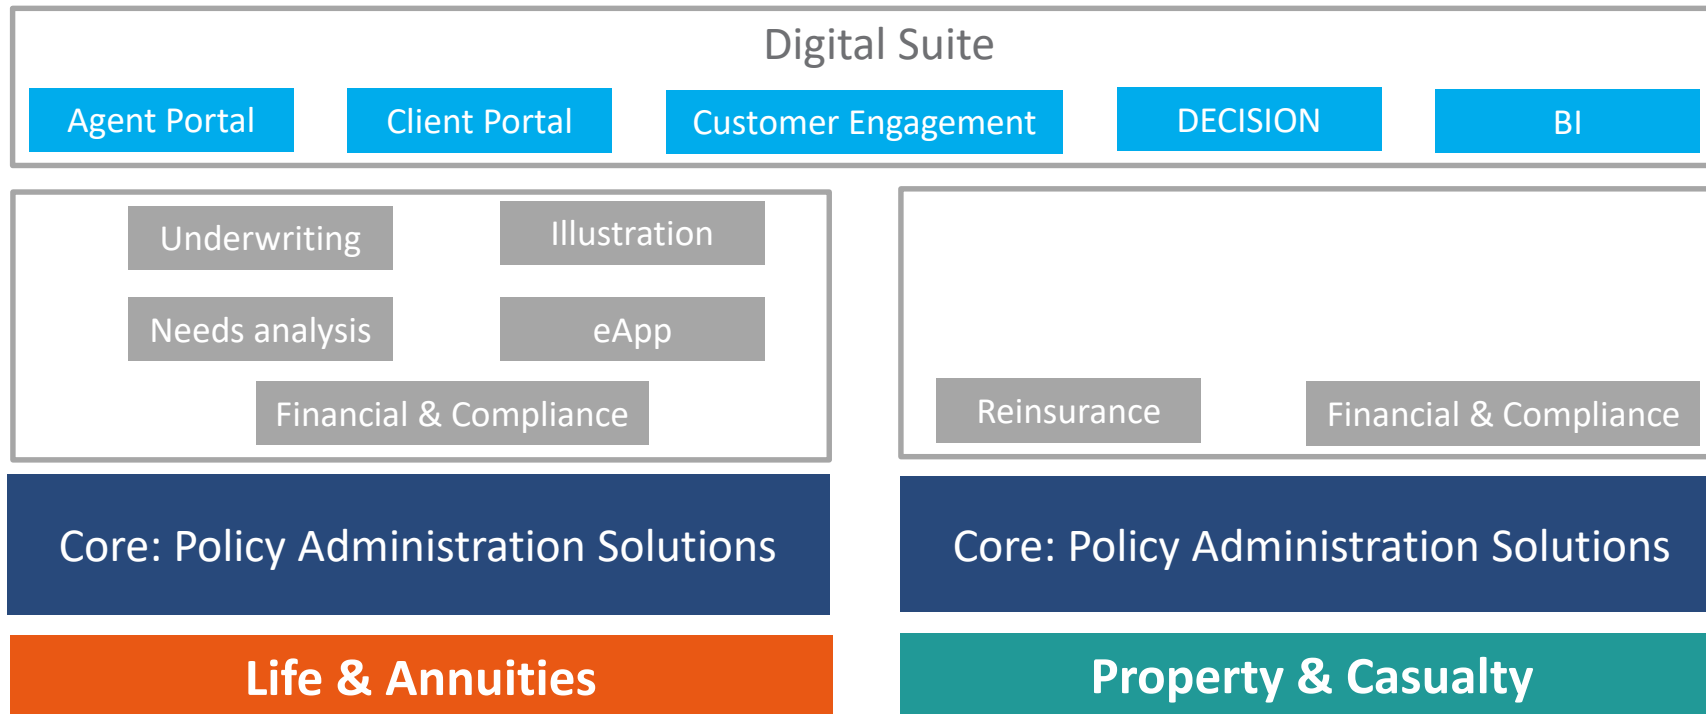 Digital Suite
Agent Portal
Client Portal
Customer Engagement
DECISION
BI
Underwriting
Illustration
Needs analysis
eApp
Financial & Compliance
Reinsurance
Financial & Compliance
Core: Policy Administration Solutions
Core: Policy Administration Solutions
Life & Annuities
Property & Casualty